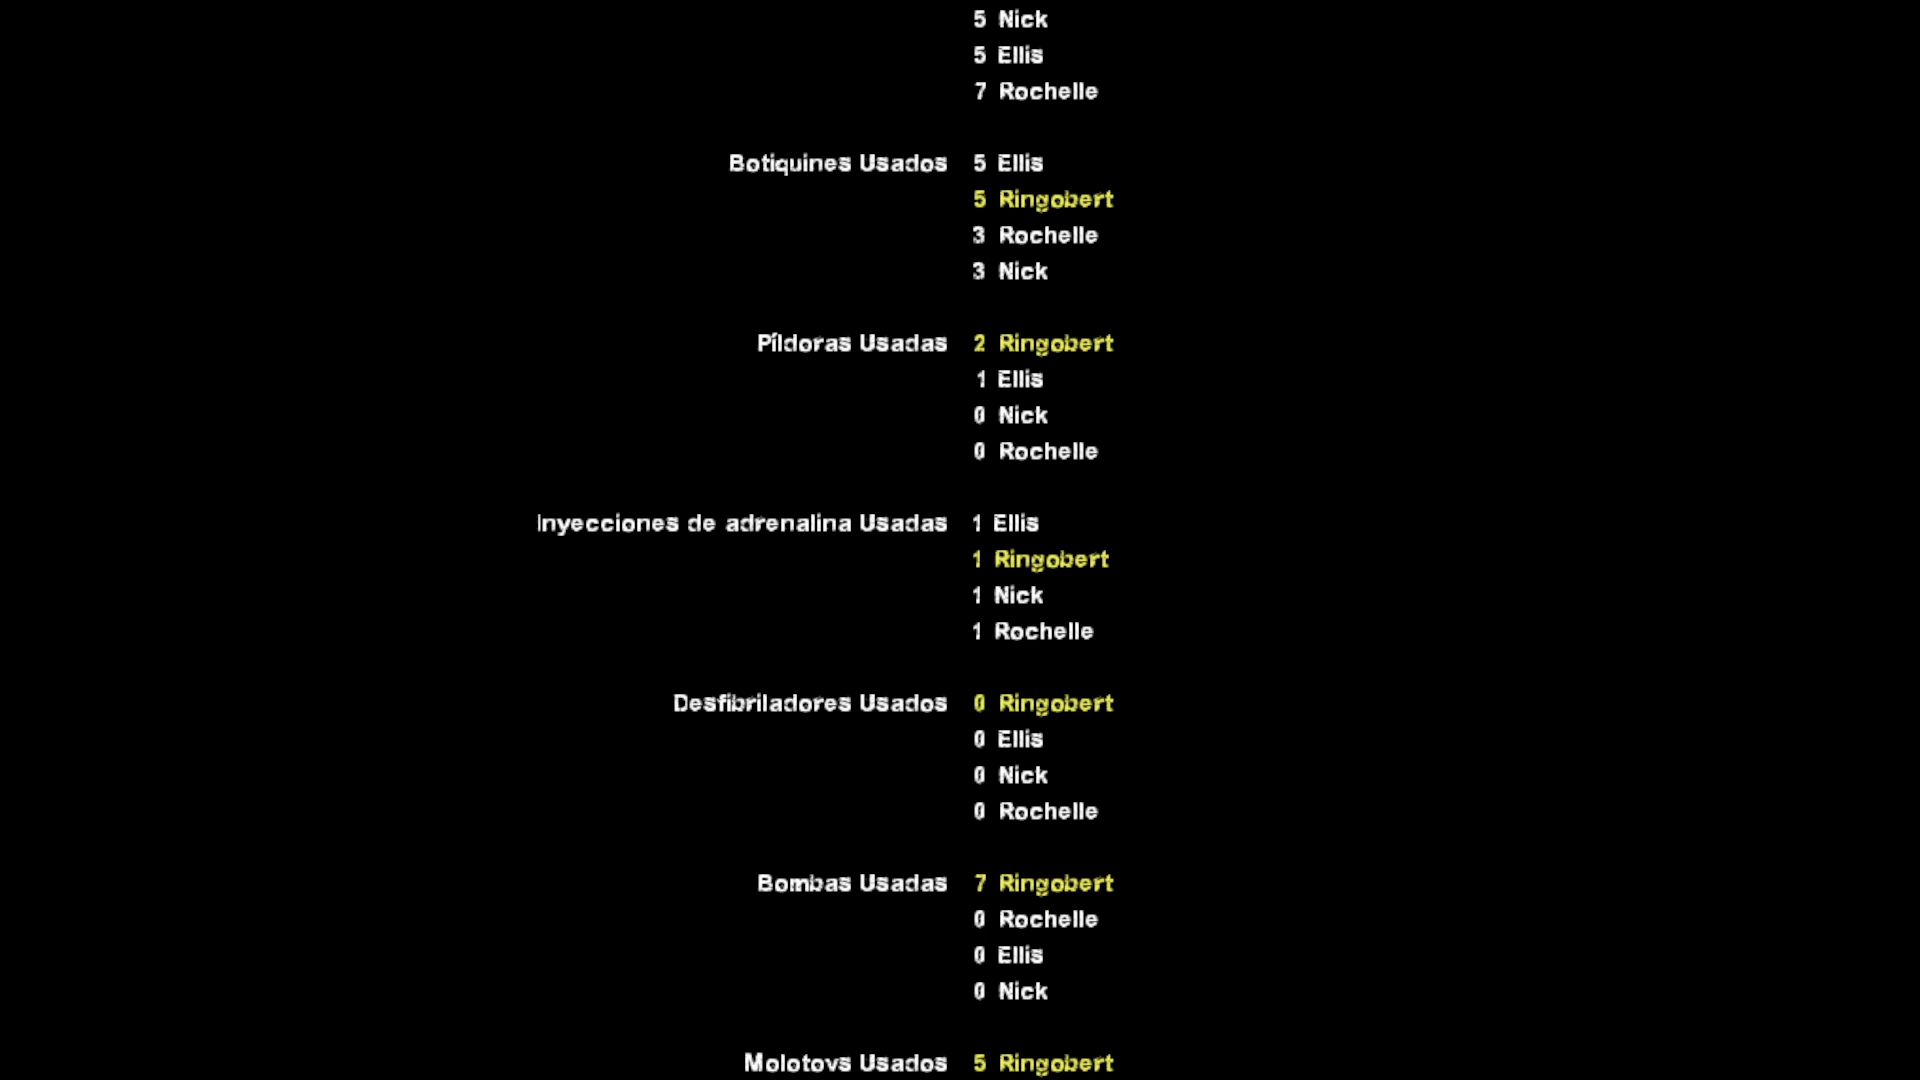 5 Nick
5 Ellis
7 Rochelle
Botiquines Usados 5 Ellis
5 Ringobert
3 Rochelle
3 Nick
Píldoras Usadas 2 Ringobert
1 Ellis
0 Nick
0 Rochelle
Inyecciones de adrenalina Usadas 1 Ellis
1 Ringobert
1 Nick
1 Rochelle
Desfibriladores Usados 0 Ringobert
0 Ellis
0 Nick
0 Rochelle
Bombas Usadas 7 Ringobert
0 Rochelle
0 Ellis
0 Nick
Molotovs Usados 5 Ringobert